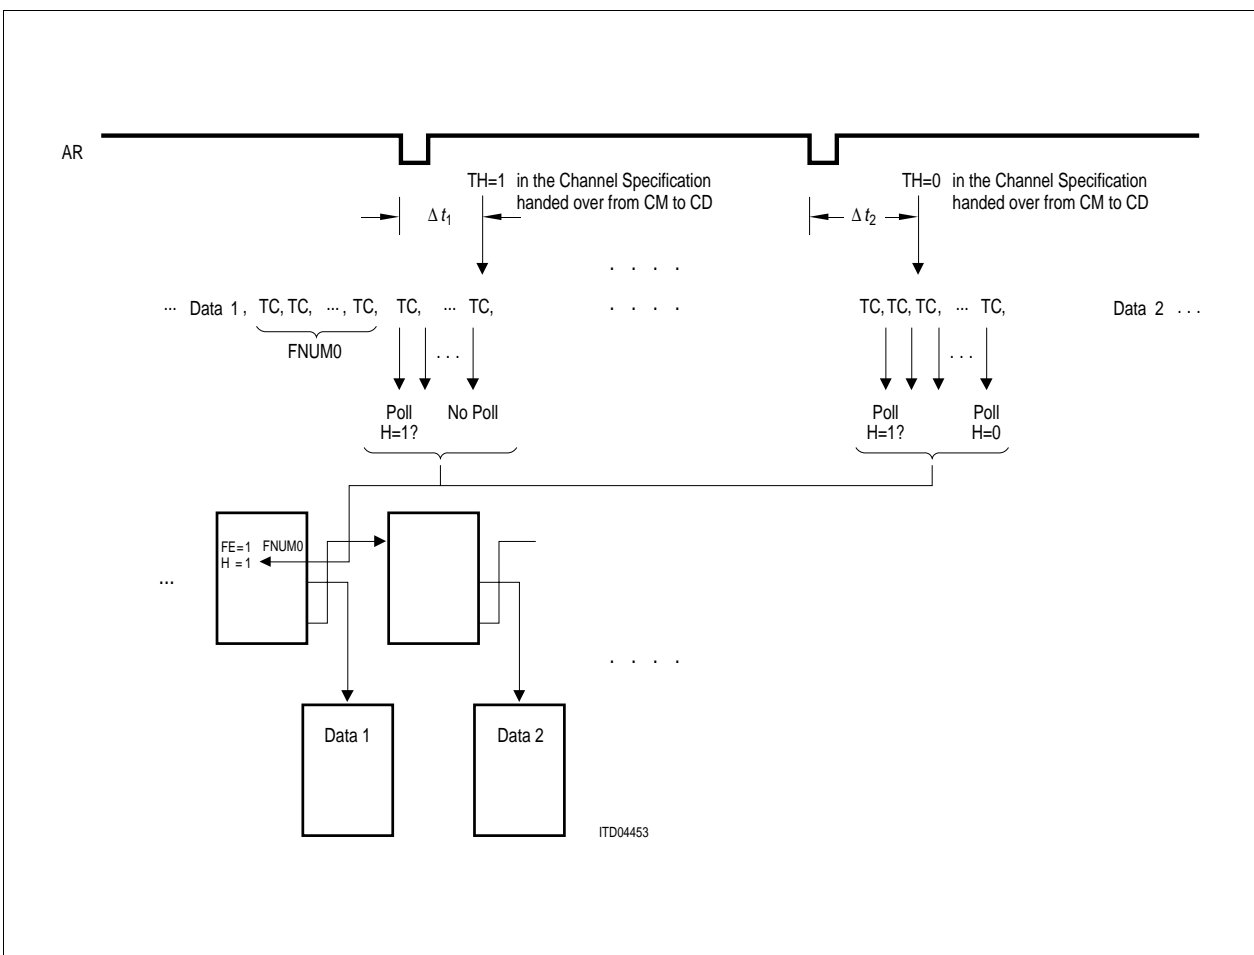 AR
TH=1 in the Channel Specification
handed over from CM to CD
TH=0 in the Channel Specification
handed over from CM to CD
Δ t1
Δ t2
. . . .
... Data 1, TC, TC, ..., TC, TC, ... TC, . . . . TC, TC, TC, ... TC, Data 2 ...
FNUM0
...
...
Poll
H=1?
No Poll
Poll
H=1?
Poll
H=0
FE=1 FNUM0
H = 1
...
. . . .
Data 1
Data 2
ITD04453